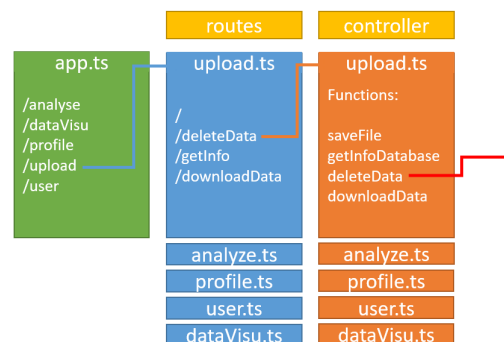 routes
controller
app.ts
/analyse
/dataVisu
/profile
/upload
/user
upload.ts
/
/deleteData
/getInfo
/downloadData
upload.ts
Functions:
saveFile
getInfoDatabase
deleteData
downloadData
analyze.ts
analyze.ts
profile.ts
profile.ts
user.ts
user.ts
dataVisu.ts
dataVisu.ts